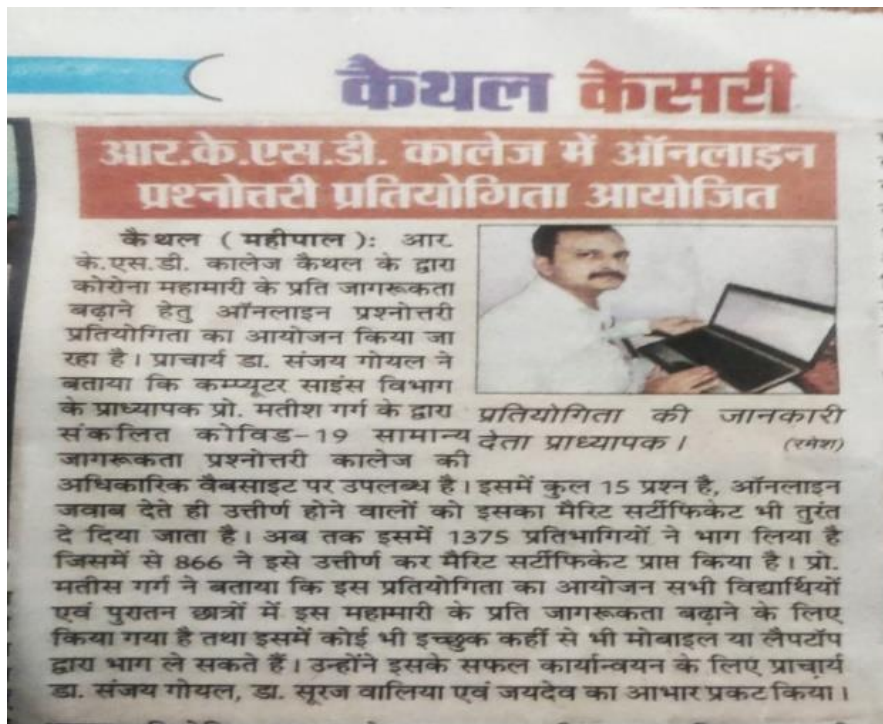 कैथल केसरी
आर.के.एस.डी. कालेज में ऑनलाइन
प्रश्नोत्तरी प्रतियोगिता आयोजित
कैथल (महीपाल): आर.
के.एस.डी. कालेज कैथल के द्वारा
कोरोना महामारी के प्रति जागरूकता
बढ़ाने हेतु ऑनलाइन प्रश्नोत्तरी
प्रतियोगिता का आयोजन किया जा
रहा है। प्राचार्य डा. संजय गोयल ने
बताया कि कम्प्यूटर साइंस विभाग
के प्राध्यापक प्रो. मतीश गर्ग के द्वारा
संकलित कोविड-19 सामान्य
जागरूकता प्रश्नोत्तरी कालेज की
अधिकारिक वैबसाइट पर उपलब्ध है। इसमें कुल 15 प्रश्न है, ऑनलाइन
जवाब देते ही उत्तीर्ण होने वालों को इसका मैरिट सर्टीफिकेट भी तुरंत
दे दिया जाता है। अब तक इसमें 1375 प्रतिभागियों ने भाग लिया है
जिसमें से 866 ने इसे उत्तीर्ण कर मैरिट सर्टीफिकेट प्राप्त किया है। प्रो.
मतीस गर्ग ने बताया कि इस प्रतियोगिता का आयोजन सभी विद्यार्थियों
एवं पुरातन छात्रों में इस महामारी के प्रति जागरूकता बढ़ाने के लिए
किया गया है तथा इसमें कोई भी इच्छुक कहीं से भी मोबाइल या लैपटॉप
द्वारा भाग ले सकते हैं। उन्होंने इसके सफल कार्यान्वयन के लिए प्राचार्य
डा. संजय गोयल, डा. सूरज वालिया एवं जयदेव का आभार प्रकट किया।
प्रतियोगिता की जानकारी
देता प्राध्यापक। (रमेश)